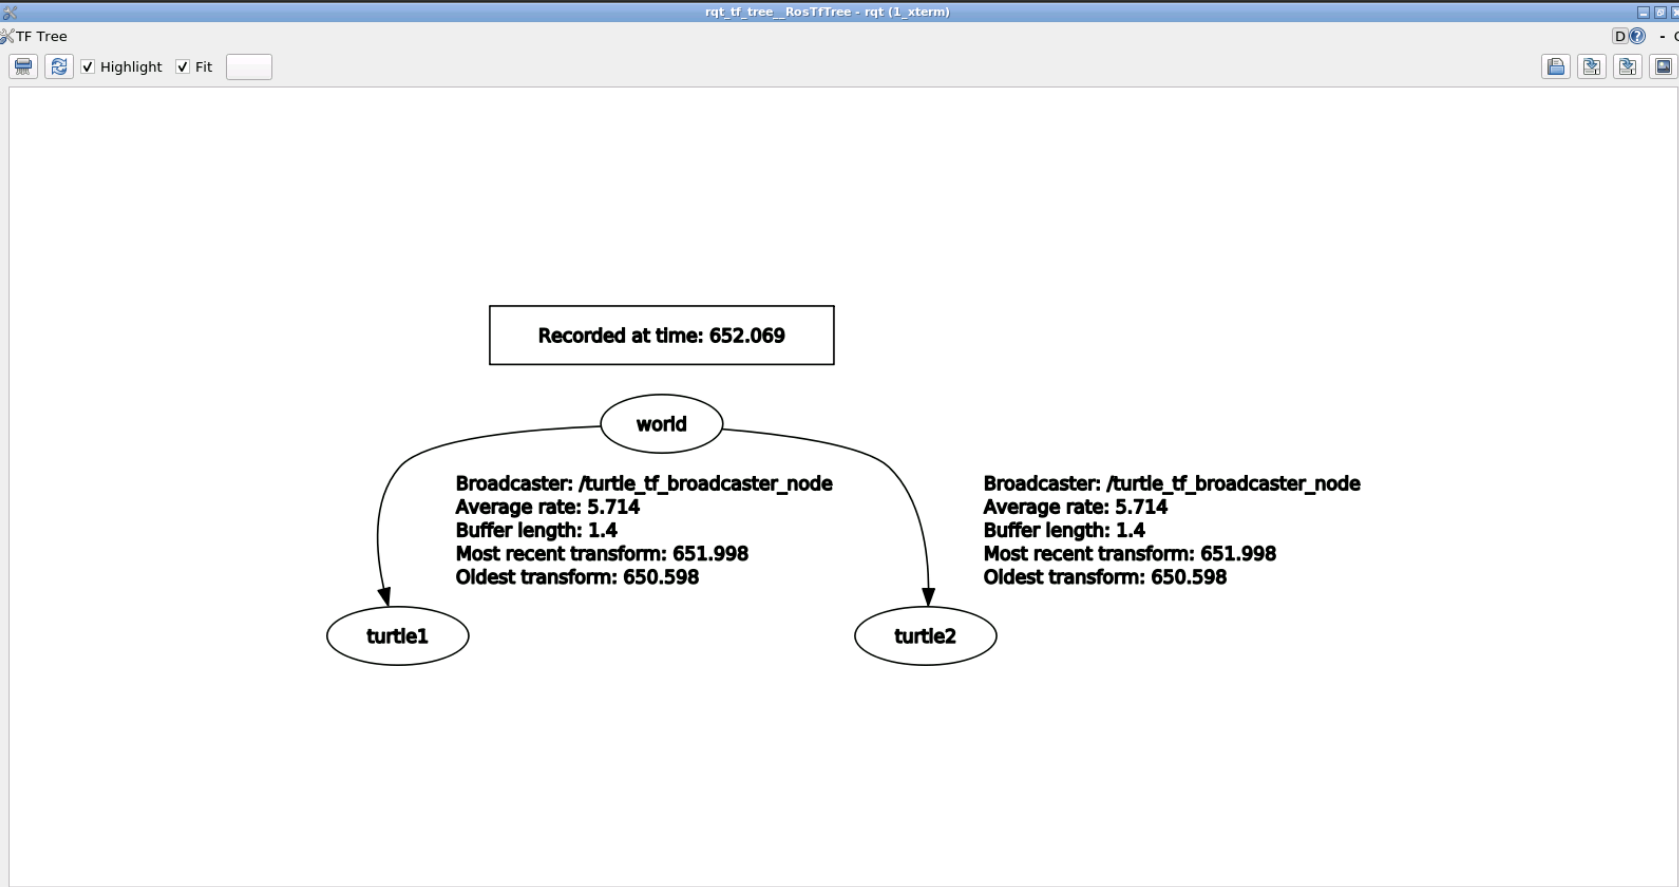 rqt_tf_tree__RosTfTree - rqt (1_xterm)
TF Tree
D
Highlight Fit
Recorded at time: 652.069
world
Broadcaster: /turtle_tf_broadcaster_node
Average rate: 5.714
Buffer length: 1.4
Most recent transform: 651.998
Oldest transform: 650.598
Broadcaster: /turtle_tf_broadcaster_node
Average rate: 5.714
Buffer length: 1.4
Most recent transform: 651.998
Oldest transform: 650.598
turtle1
turtle2